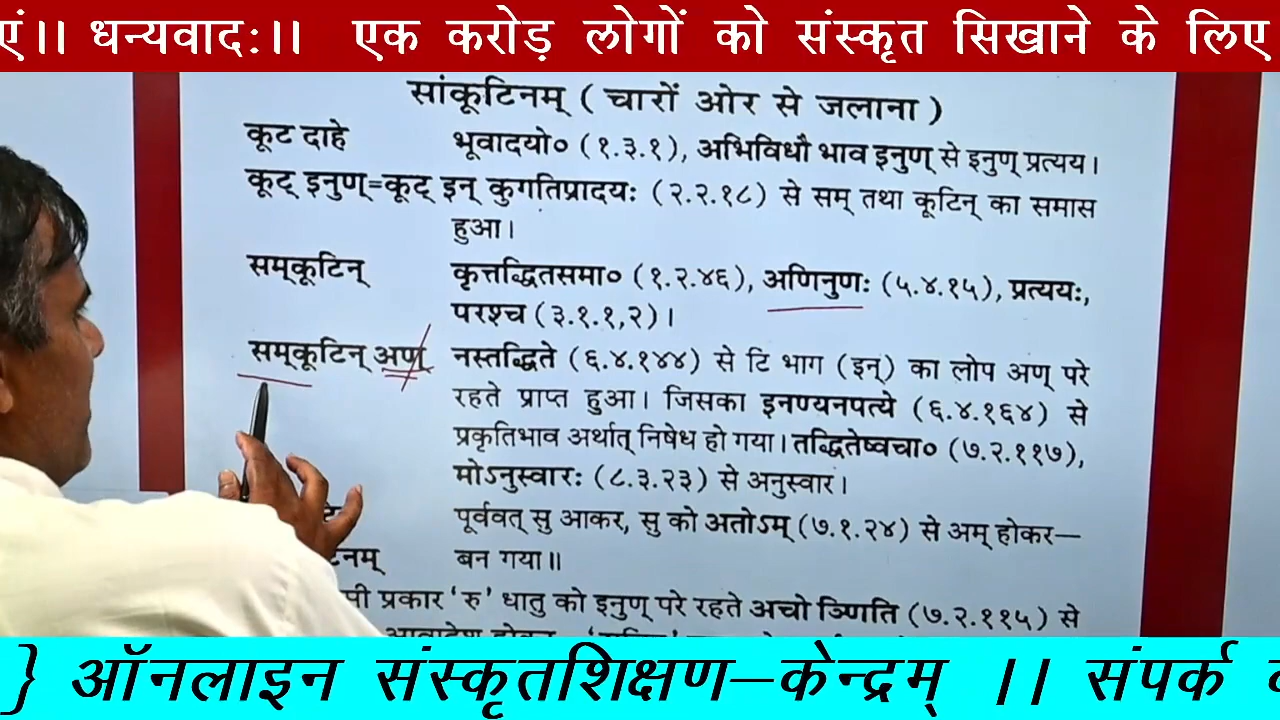 एं।। धन्यवादः।। एक करोड़ लोगों को संस्कृत सिखाने के लिए
सांकूटिनम् ( चारों ओर से जलाना )
कूट दाहे भूवादयो० (१.३.१), अभिविधौ भाव इनुण् से इनुण् प्रत्यय।
कूट् इनुण्=कूट् इन् कुगतिप्रादयः (२.२.१८) से सम् तथा कूटिन् का समास
हुआ।
सम्कूटिन् कृत्तद्धितसमा० (१.२.४६), अणिनुणः (५.४.१५), प्रत्ययः,
परश्च (३.१.१,२)।
सम्कूटिन् अण् नस्तद्धिते (६.४.१४४) से टि भाग (इन्) का लोप अण् परे
रहते प्राप्त हुआ। जिसका इनण्यनपत्ये (६.४.१६४) से
प्रकृतिभाव अर्थात् निषेध हो गया। तद्धितेष्वचा० (७.२.११७),
मोऽनुस्वारः (८.३.२३) से अनुस्वार।
पूर्ववत् सु आकर, सु को अतोऽम् (७.१.२४) से अम् होकर—
टिनम् बन गया॥
सी प्रकार 'रु' धातु को इनुण् परे रहते अचो ञ्णिति (७.२.११५) से
} ऑनलाइन संस्कृतशिक्षण–केन्द्रम् ।। संपर्क